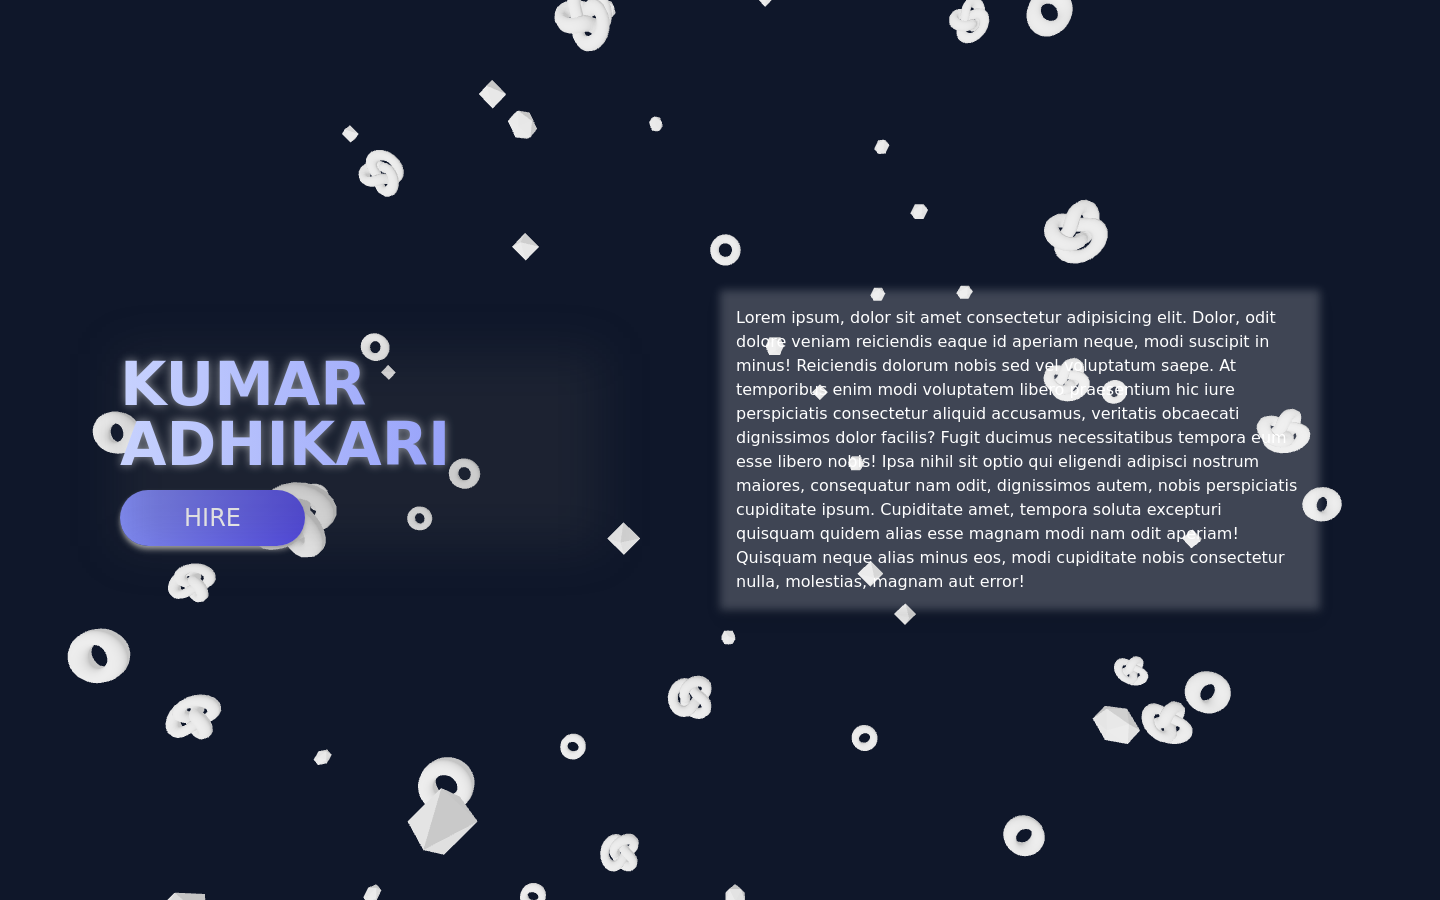 KUMAR
ADHIKARI
HIRE
Lorem ipsum, dolor sit amet consectetur adipisicing elit. Dolor, odit
dolore veniam reiciendis eaque id aperiam neque, modi suscipit in
minus! Reiciendis dolorum nobis sed vel voluptatum saepe. At
temporibus enim modi voluptatem libero praesentium hic iure
perspiciatis consectetur aliquid accusamus, veritatis obcaecati
dignissimos dolor facilis? Fugit ducimus necessitatibus tempora eum
esse libero nobis! Ipsa nihil sit optio qui eligendi adipisci nostrum
maiores, consequatur nam odit, dignissimos autem, nobis perspiciatis
cupiditate ipsum. Cupiditate amet, tempora soluta excepturi
quisquam quidem alias esse magnam modi nam odit aperiam!
Quisquam neque alias minus eos, modi cupiditate nobis consectetur
nulla, molestias, magnam aut error!